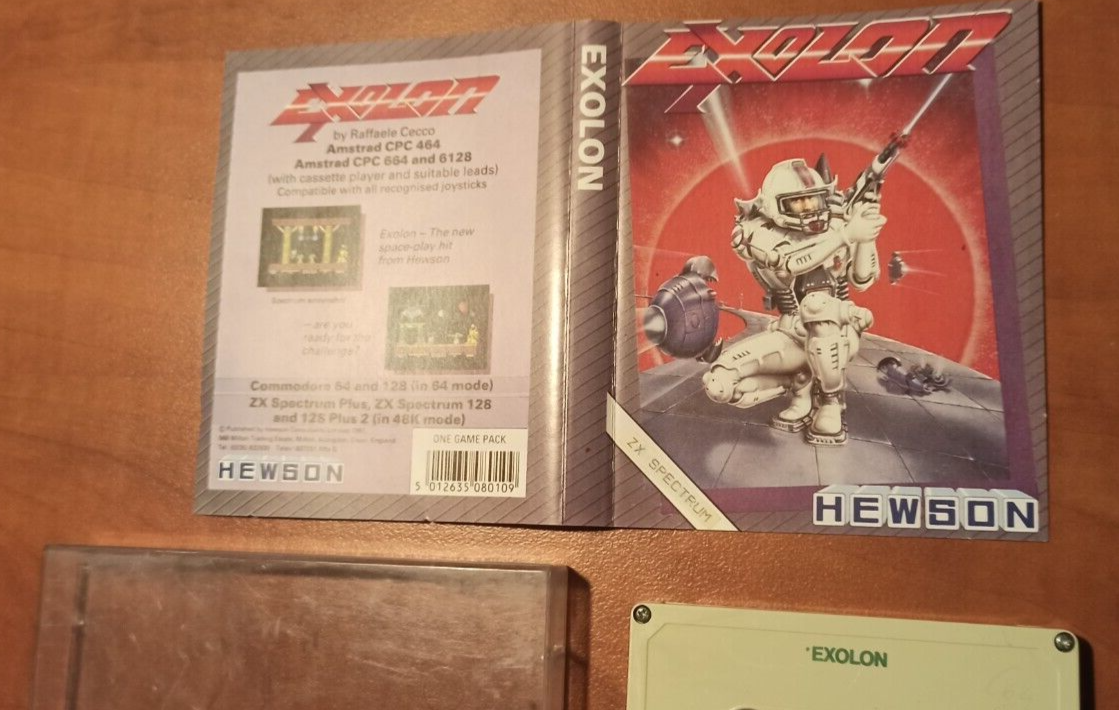 EXOLON
by Raffaele Cecco
Amstrad CPC 464
Amstrad CPC 664 and 6128
(with cassette player and suitable leads)
Compatible with all recognised joysticks
Exolon – The new
space-play hit
from Hewson
Spectrum screenshot
– are you
ready for the
challenge?
Commodore 64 and 128 (in 64 mode)
ZX Spectrum Plus, ZX Spectrum 128
and 128 Plus 2 (in 48K mode)
HEWSON
ONE GAME PACK
5 012635 080109
EXOLON
EXOLON
ZX SPECTRUM
HEWSON
*EXOLON